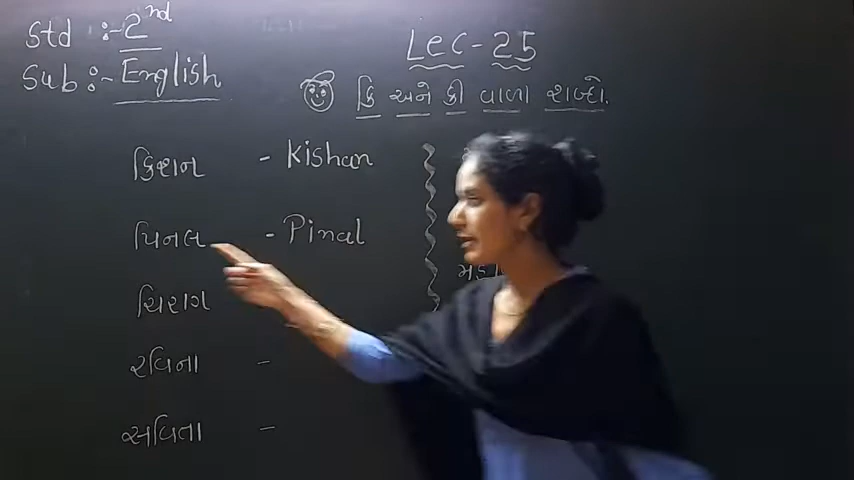 Std :- 2nd
Sub :- English
Lec - 25
કિ અને કી વાળા શબ્દો.
કિશન - Kishan
પિનલ - Pinal
ચિરાગ
રવિના -
સવિતા -